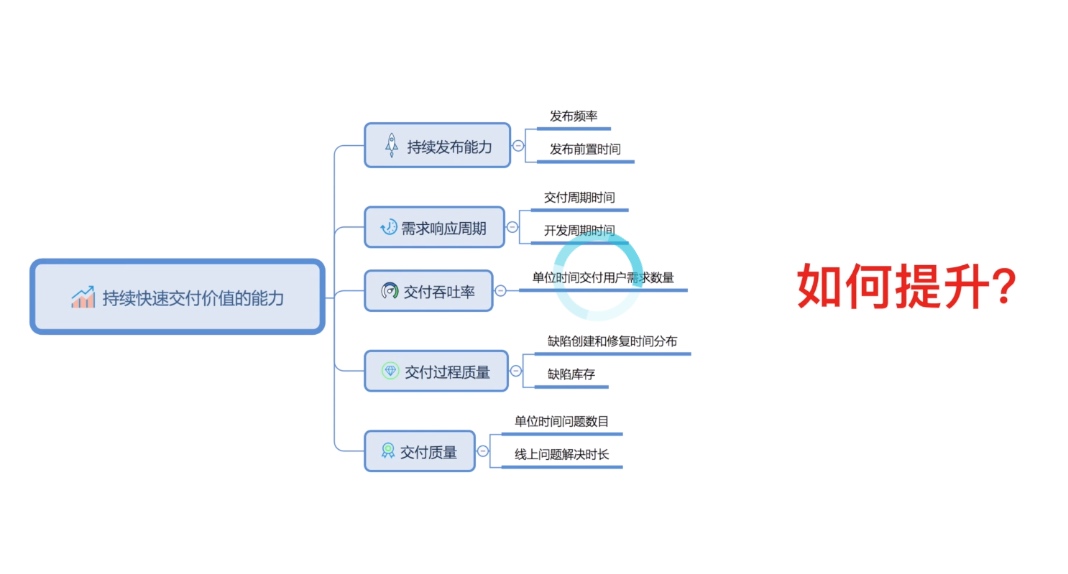 持续快速交付价值的能力
持续发布能力
发布频率
发布前置时间
需求响应周期
交付周期时间
开发周期时间
交付吞吐率
单位时间交付用户需求数量
交付过程质量
缺陷创建和修复时间分布
缺陷库存
交付质量
单位时间问题数目
线上问题解决时长
如何提升?